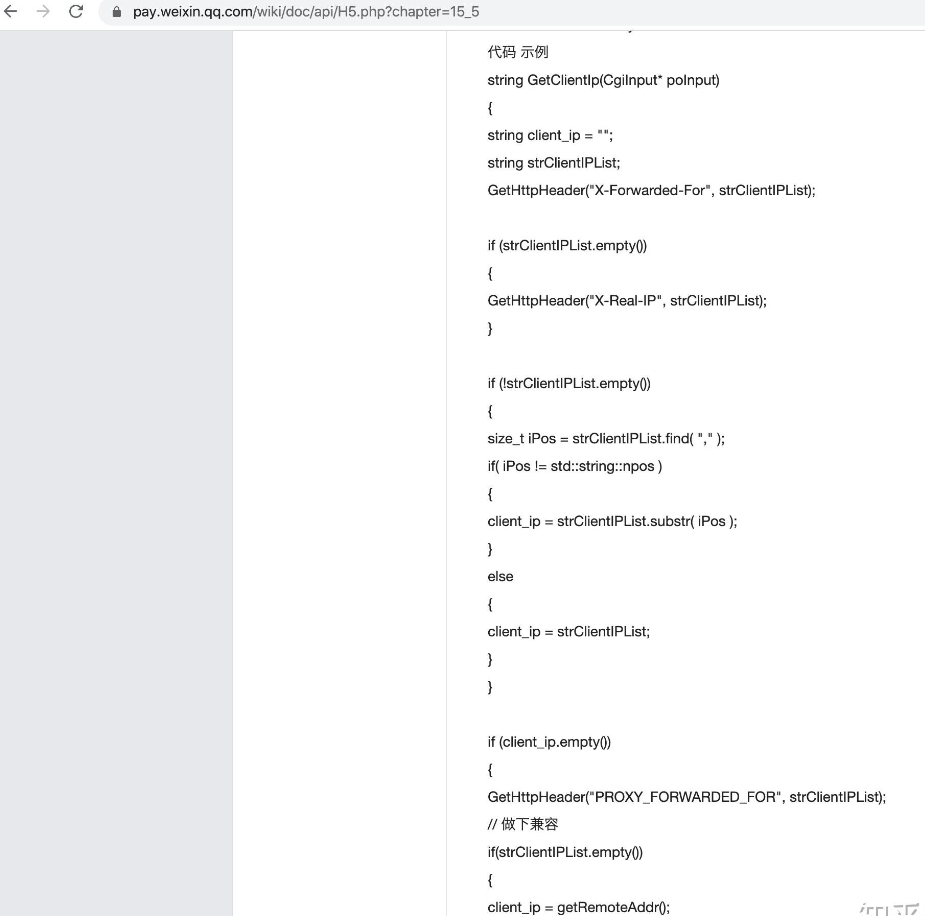 pay.weixin.qq.com/wiki/doc/api/H5.php?chapter=15_5
代码 示例
string GetClientIp(CgiInput* poInput)
{
string client_ip = "";
string strClientIPList;
GetHttpHeader("X-Forwarded-For", strClientIPList);
if (strClientIPList.empty())
{
GetHttpHeader("X-Real-IP", strClientIPList);
}
if (!strClientIPList.empty())
{
size_t iPos = strClientIPList.find( "," );
if( iPos != std::string::npos )
{
client_ip = strClientIPList.substr( iPos );
}
else
{
client_ip = strClientIPList;
}
}
if (client_ip.empty())
{
GetHttpHeader("PROXY_FORWARDED_FOR", strClientIPList);
// 做下兼容
if(strClientIPList.empty())
{
client_ip = getRemoteAddr();